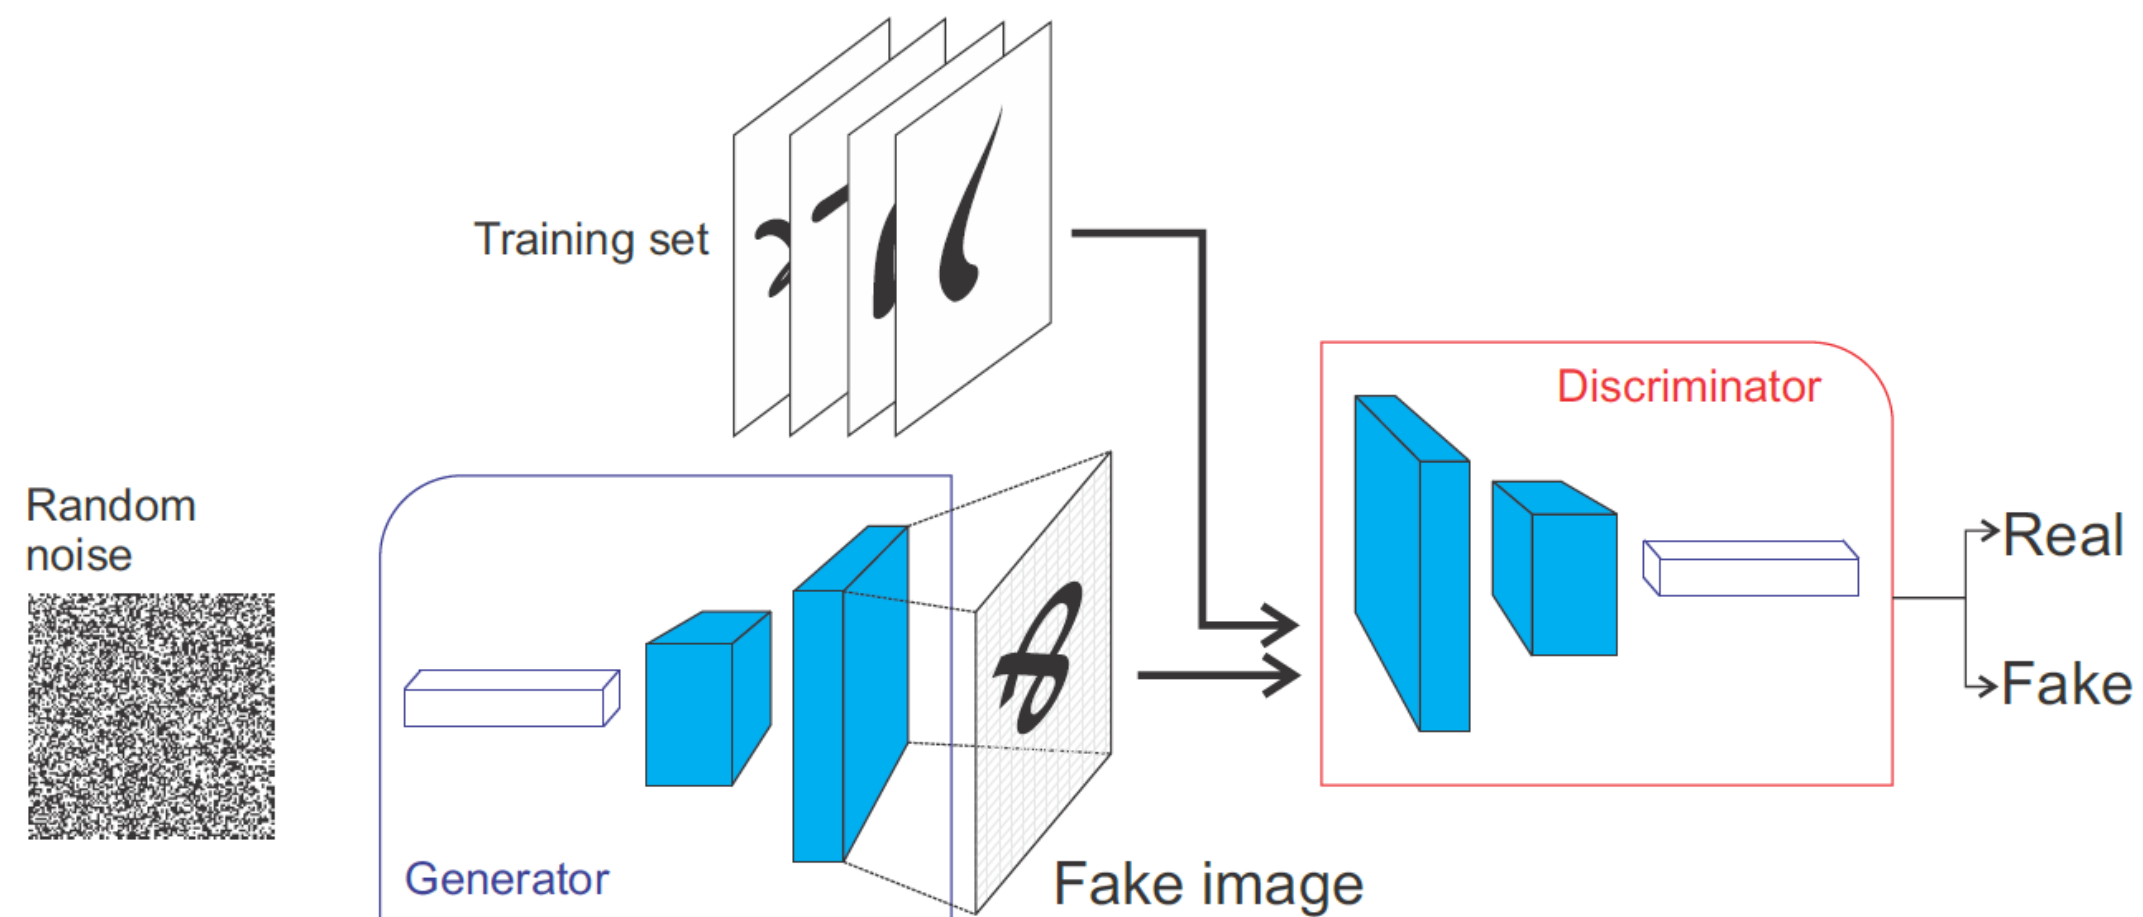 Training set
Discriminator
Random
noise
Real
Fake
Generator
Fake image